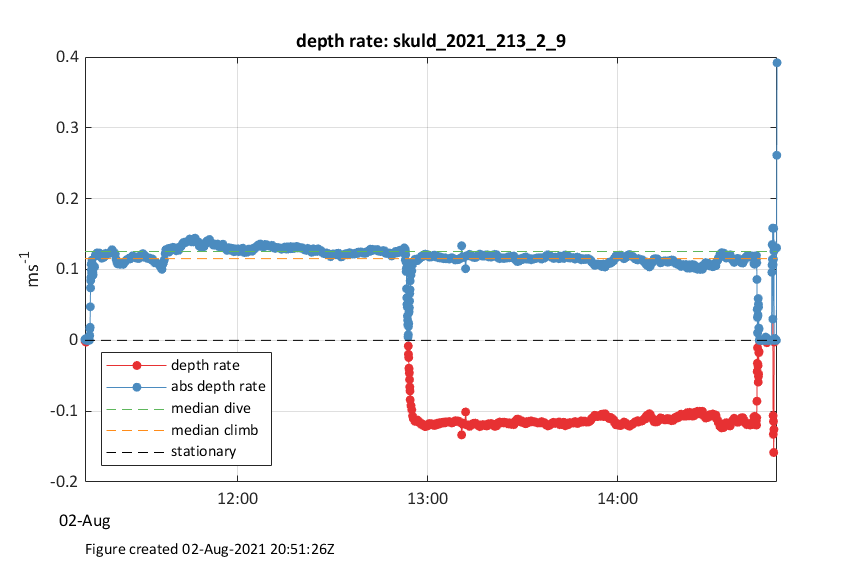 depth rate: skuld_2021_213_2_9
0.4
0.3
0.2
0.1
0
-0.1
-0.2
ms-1
depth rate
abs depth rate
median dive
median climb
stationary
12:00
13:00
14:00
02-Aug
Figure created 02-Aug-2021 20:51:26Z